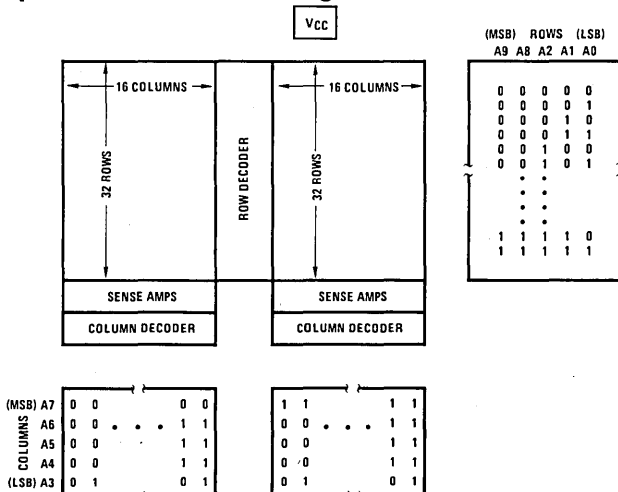 VCC
(MSB) ROWS (LSB)
A9 A8 A2 A1 A0
0 0 0 0 0
0 0 0 0 1
0 0 0 1 0
0 0 0 1 1
0 0 1 0 0
0 0 1 0 1
1 1 1 1 0
1 1 1 1 1
16 COLUMNS
32 ROWS
ROW DECODER
16 COLUMNS
32 ROWS
SENSE AMPS
COLUMN DECODER
SENSE AMPS
COLUMN DECODER
COLUMNS
(MSB) A7 0 0 0 0 1 1 1 1
A6 0 0 . . . 1 1 0 0 . . . 1 1
A5 0 0 1 1 0 0 1 1
A4 0 0 1 1 0 0 1 1
(LSB) A3 0 1 0 1 0 1 0 1